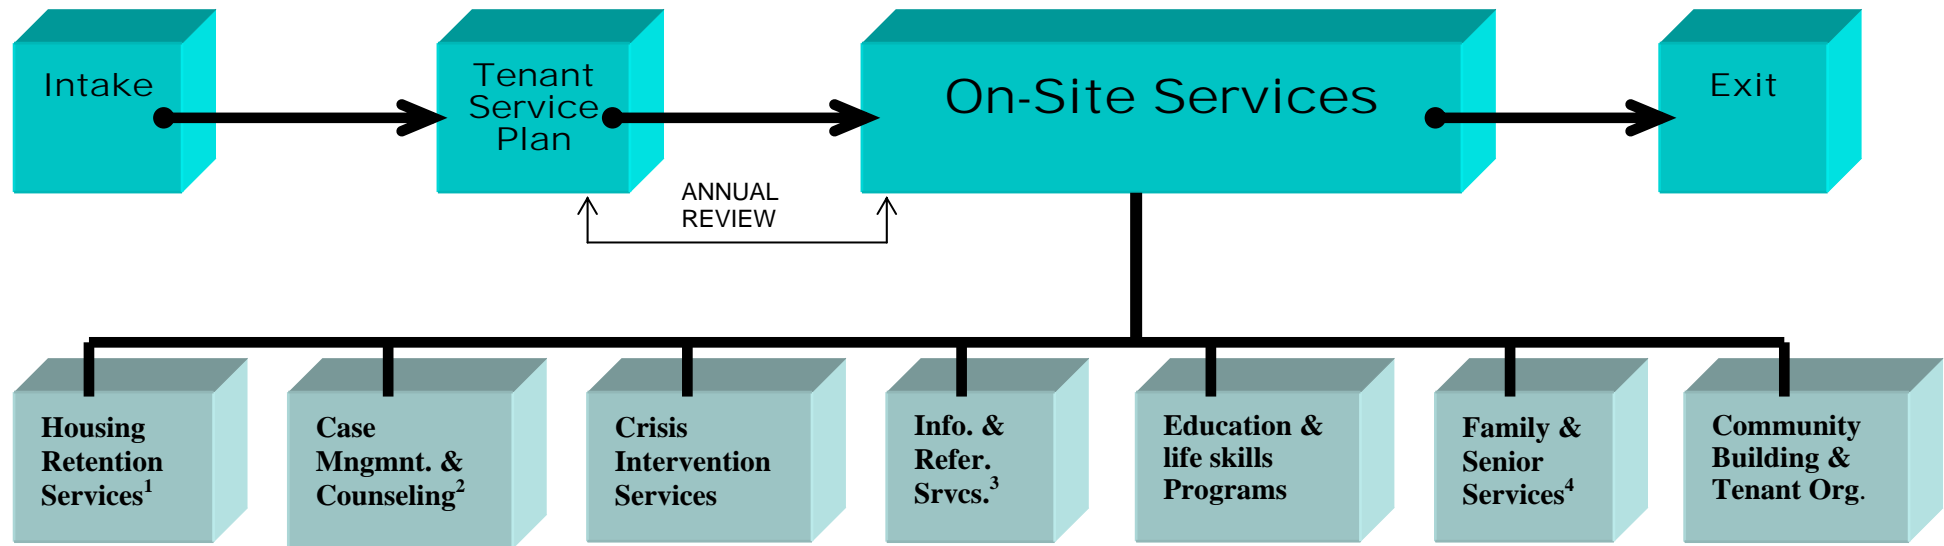 Intake
Tenant
Service
Plan
On-Site Services
Exit
ANNUAL
REVIEW
Housing
Retention
Services¹
Case
Mngmnt. &
Counseling²
Crisis
Intervention
Services
Info. &
Refer.
Srvcs.³
Education &
life skills
Programs
Family &
Senior
Services⁴
Community
Building &
Tenant Org.